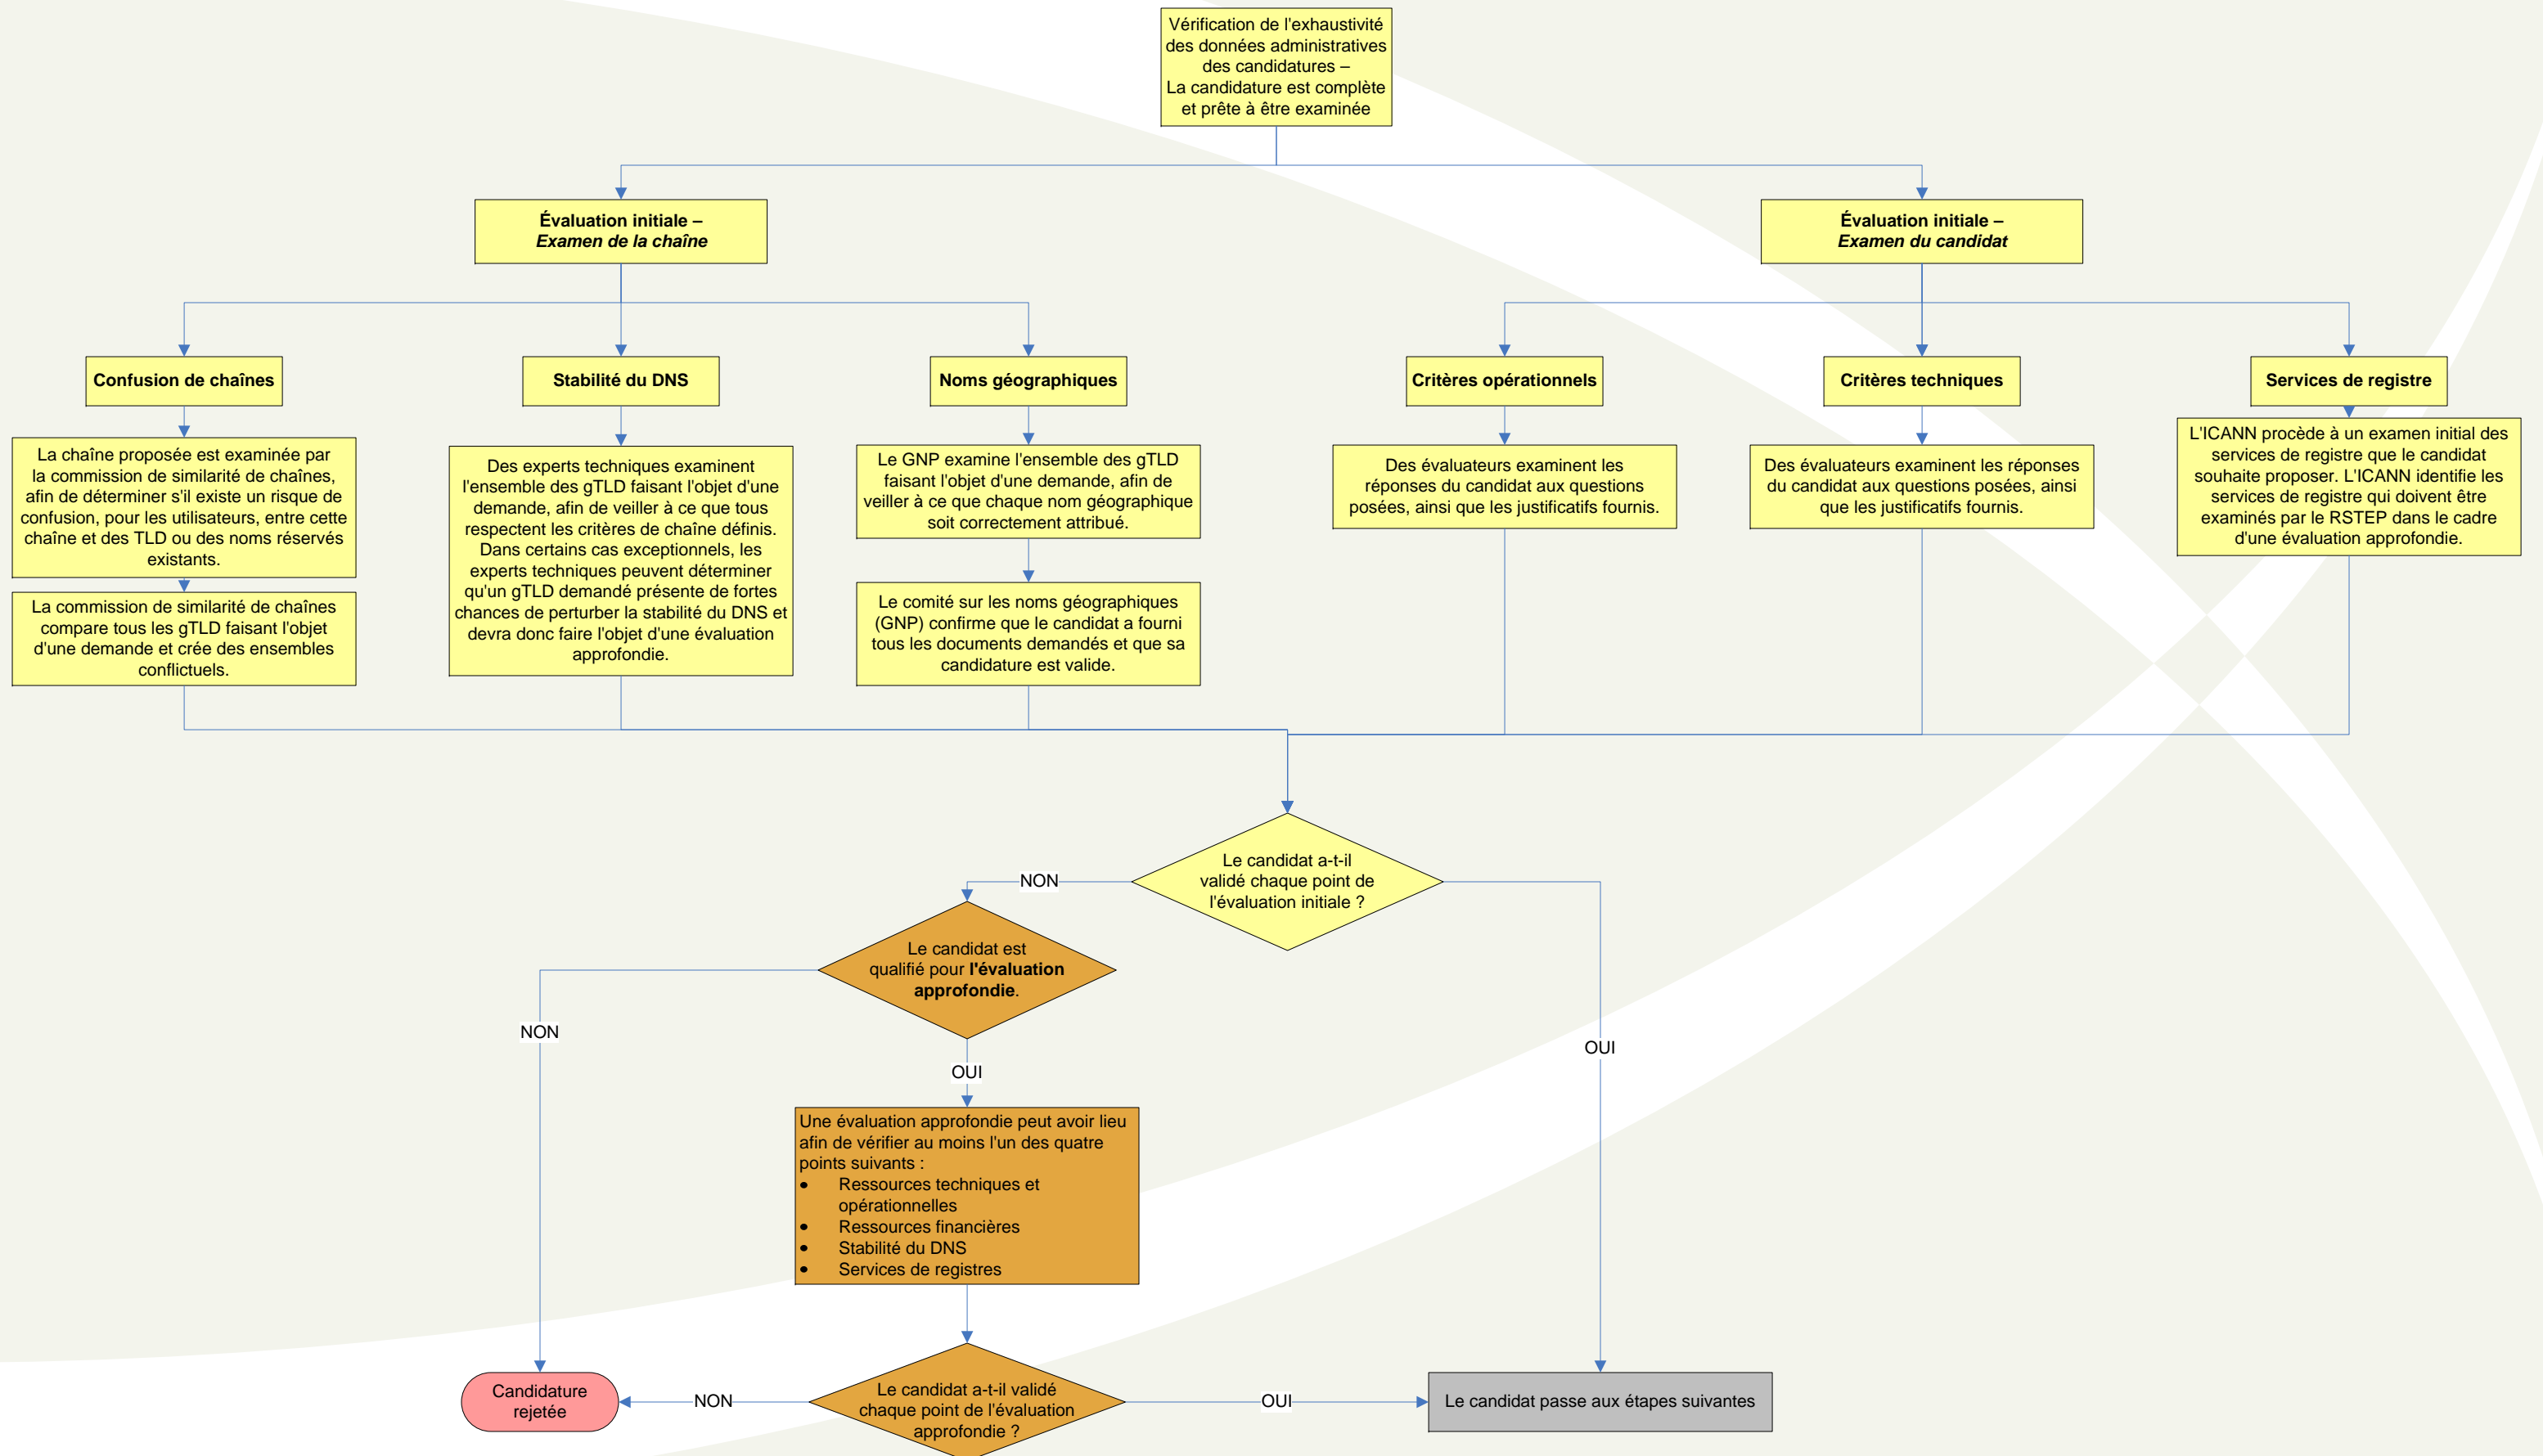 Vérification de l'exhaustivité
des données administratives
des candidatures –
La candidature est complète
et prête à être examinée
Évaluation initiale –
Examen de la chaîne
Évaluation initiale –
Examen du candidat
Confusion de chaînes
Stabilité du DNS
Noms géographiques
Critères opérationnels
Critères techniques
Services de registre
La chaîne proposée est examinée par
la commission de similarité de chaînes,
afin de déterminer s'il existe un risque de
confusion, pour les utilisateurs, entre cette
chaîne et des TLD ou des noms réservés
existants.
La commission de similarité de chaînes
compare tous les gTLD faisant l'objet
d'une demande et crée des ensembles
conflictuels.
Des experts techniques examinent
l'ensemble des gTLD faisant l'objet d'une
demande, afin de veiller à ce que tous
respectent les critères de chaîne définis.
Dans certains cas exceptionnels, les
experts techniques peuvent déterminer
qu'un gTLD demandé présente de fortes
chances de perturber la stabilité du DNS et
devra donc faire l'objet d'une évaluation
approfondie.
Le GNP examine l'ensemble des gTLD
faisant l'objet d'une demande, afin de
veiller à ce que chaque nom géographique
soit correctement attribué.
Le comité sur les noms géographiques
(GNP) confirme que le candidat a fourni
tous les documents demandés et que sa
candidature est valide.
Des évaluateurs examinent les
réponses du candidat aux questions
posées, ainsi que les justificatifs fournis.
Des évaluateurs examinent les réponses
du candidat aux questions posées, ainsi
que les justificatifs fournis.
L'ICANN procède à un examen initial des
services de registre que le candidat
souhaite proposer. L'ICANN identifie les
services de registre qui doivent être
examinés par le RSTEP dans le cadre
d'une évaluation approfondie.
Le candidat a-t-il
validé chaque point de
l'évaluation initiale ?
NON
Le candidat est
qualifié pour l'évaluation
approfondie.
NON
OUI
OUI
Une évaluation approfondie peut avoir lieu
afin de vérifier au moins l'un des quatre
points suivants :
• Ressources techniques et
opérationnelles
• Ressources financières
• Stabilité du DNS
• Services de registres
Candidature
rejetée
NON
Le candidat a-t-il validé
chaque point de l'évaluation
approfondie ?
OUI
Le candidat passe aux étapes suivantes